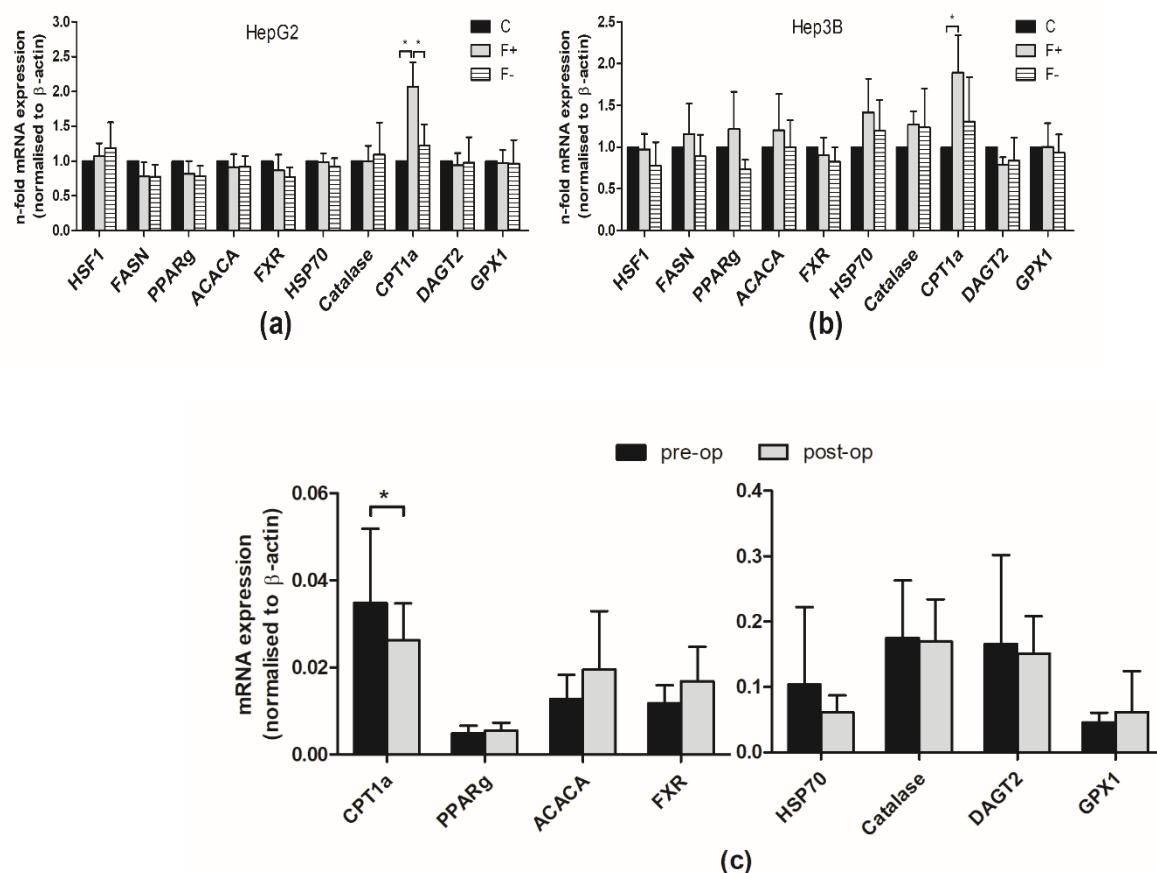 HepG2
n-fold mRNA expression
(normalised to β-actin)
3.0
2.5
2.0
1.5
1.0
0.5
0.0
* *
C
F+
F-
HSF1 FASN PPARg ACACA FXR HSP70 Catalase CPT1a DAGT2 GPX1
(a)
Hep3B
n-fold mRNA expression
(normalised to β-actin)
2.5
2.0
1.5
1.0
0.5
0.0
*
C
F+
F-
HSF1 FASN PPARg ACACA FXR HSP70 Catalase CPT1a DAGT2 GPX1
(b)
pre-op post-op
mRNA expression
(normalised to β-actin)
0.06
0.04
0.02
0.00
*
CPT1a PPARg ACACA FXR
0.4
0.3
0.2
0.1
0.0
HSP70 Catalase DAGT2 GPX1
(c)